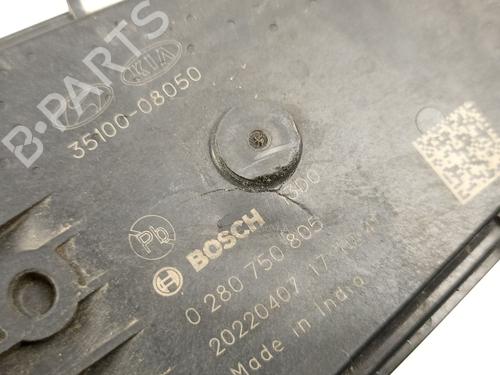 B-PARTS
KIA
35100-08050
BOSCH
Pb
0 280 750 805
20220407
Made in India